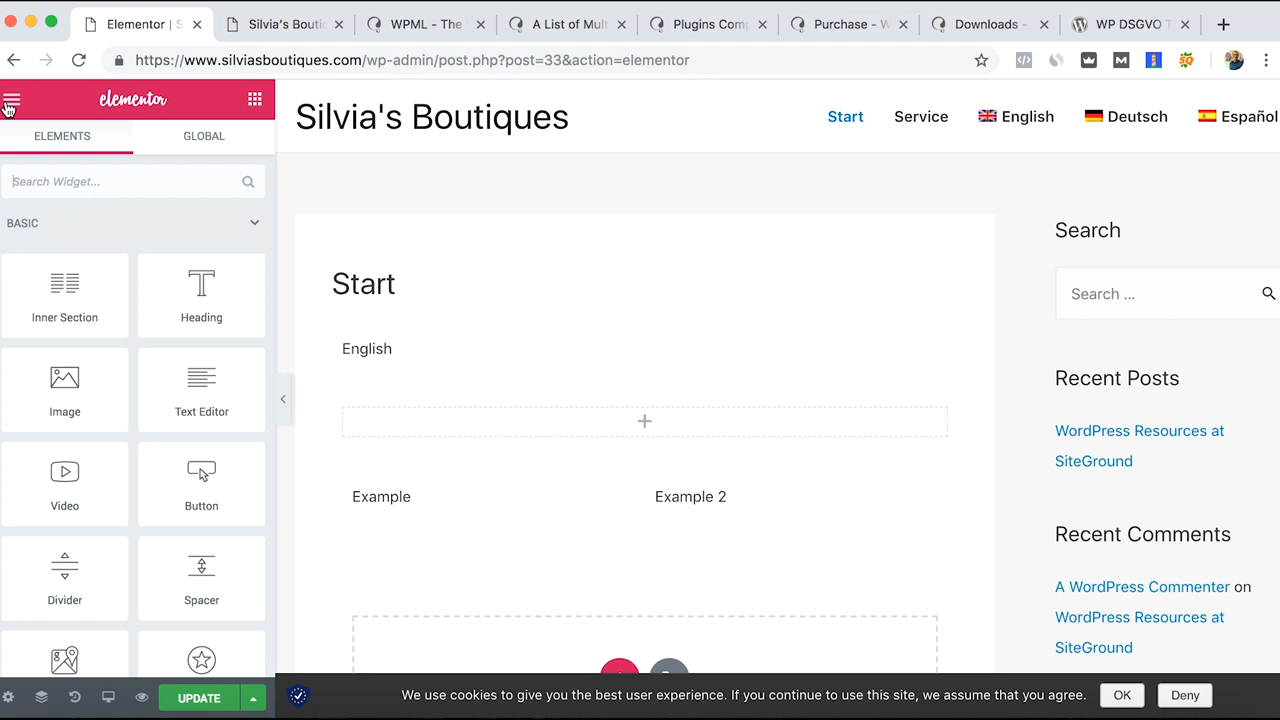 Elementor | S
Silvia's Bouti
WPML - The
A List of Mult
Plugins Comp
Purchase - W
Downloads -
WP DSGVO T
https://www.silviasboutiques.com/wp-admin/post.php?post=33&action=elementor
elementor
ELEMENTS
GLOBAL
Search Widget...
BASIC
Inner Section
Heading
Image
Text Editor
Video
Button
Divider
Spacer
UPDATE
Silvia's Boutiques
Start
Service
English
Deutsch
Español
Start
English
Example
Example 2
Search
Search ...
Recent Posts
WordPress Resources at
SiteGround
Recent Comments
A WordPress Commenter on
WordPress Resources at
SiteGround
We use cookies to give you the best user experience. If you continue to use this site, we assume that you agree.
OK
Deny